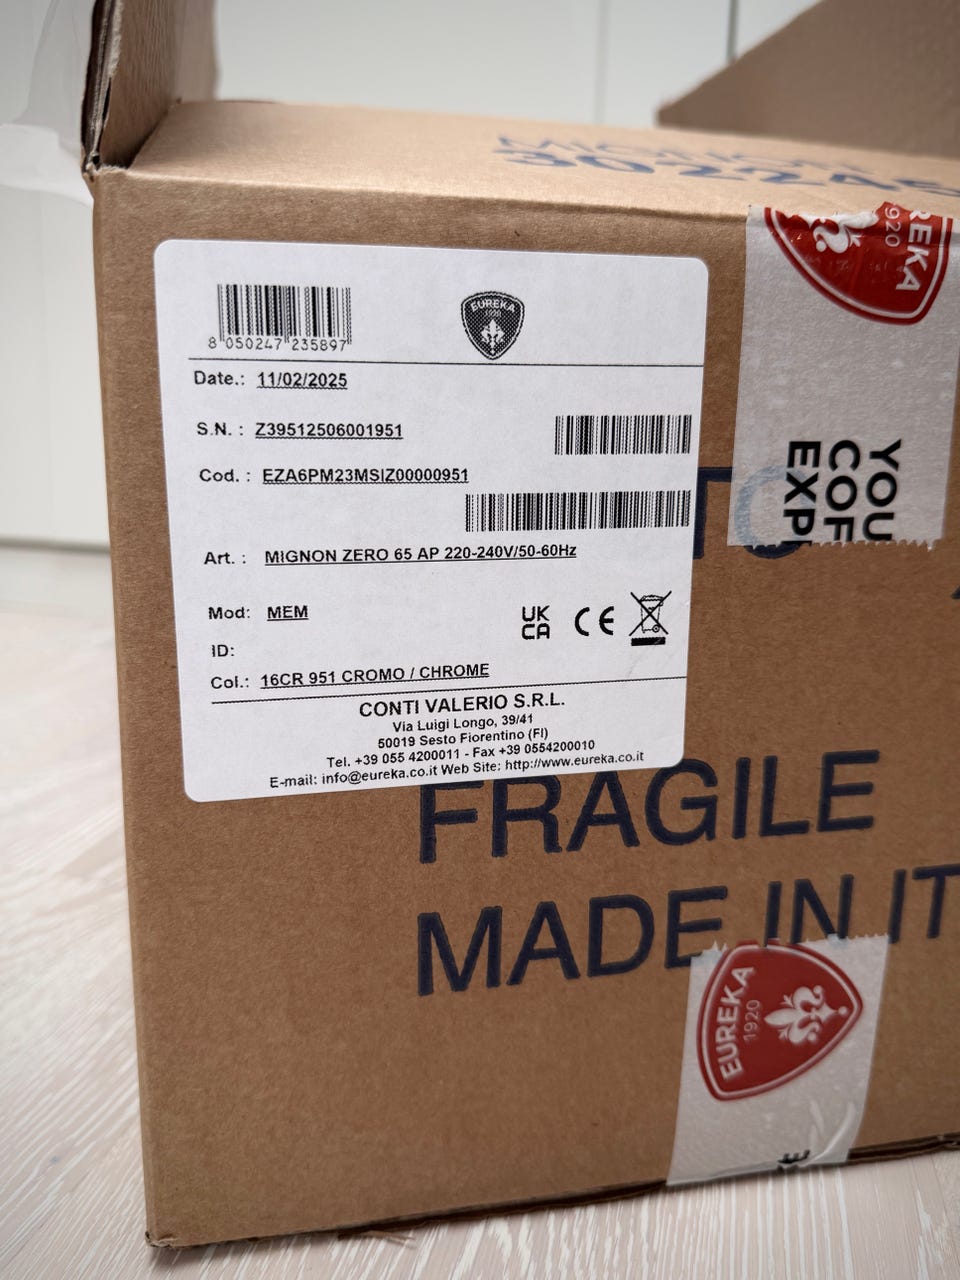 MIGNON
302245
EUREKA
1920
YOU
COF
EXP
8 050247 235897
EUREKA
1920
Date.: 11/02/2025
S.N. : Z39512506001951
Cod. : EZA6PM23MSIZ00000951
Art. : MIGNON ZERO 65 AP 220-240V/50-60Hz
Mod: MEM
UK
CA
CE
ID:
Col.: 16CR 951 CROMO / CHROME
CONTI VALERIO S.R.L.
Via Luigi Longo, 39/41
50019 Sesto Fiorentino (FI)
Tel. +39 055 4200011 - Fax +39 0554200010
E-mail: info@eureka.co.it Web Site: http://www.eureka.co.it
FRAGILE
MADE IN IT
EUREKA
1920